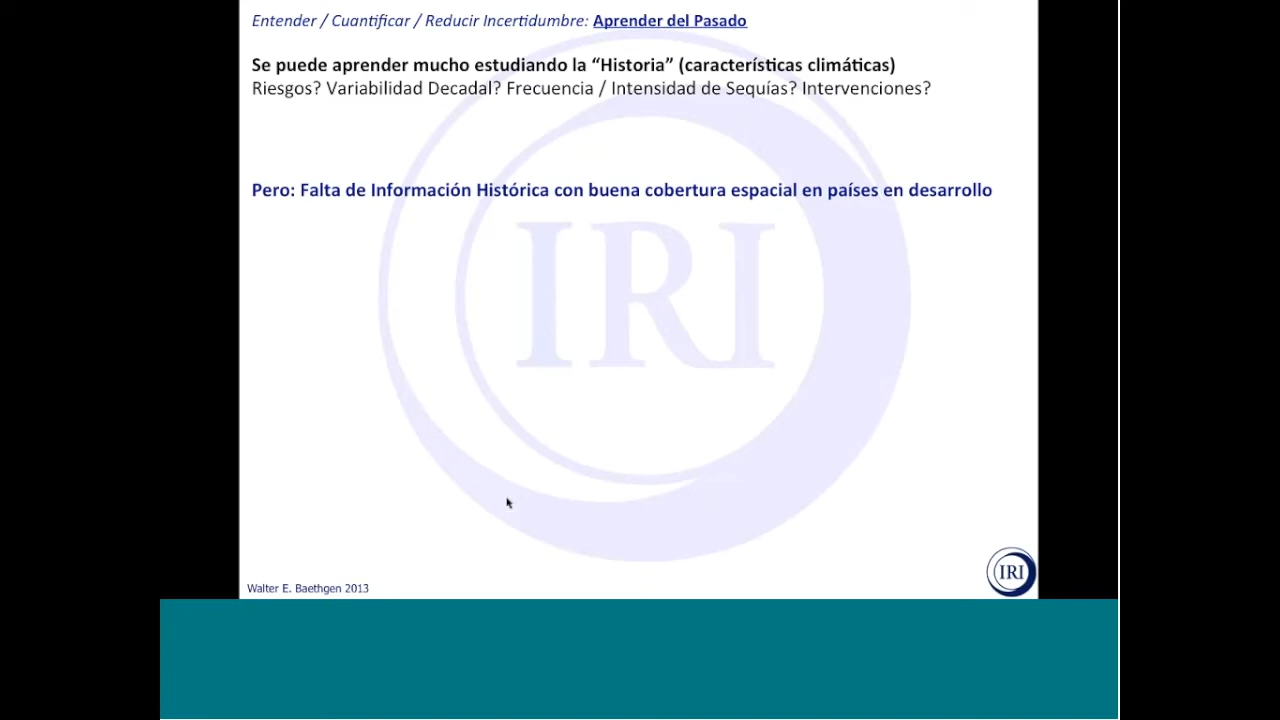 Entender / Cuantificar / Reducir Incertidumbre: Aprender del Pasado
Se puede aprender mucho estudiando la “Historia” (características climáticas)
Riesgos? Variabilidad Decadal? Frecuencia / Intensidad de Sequías? Intervenciones?
Pero: Falta de Información Histórica con buena cobertura espacial en países en desarrollo
IRI
IRI
Walter E. Baethgen 2013